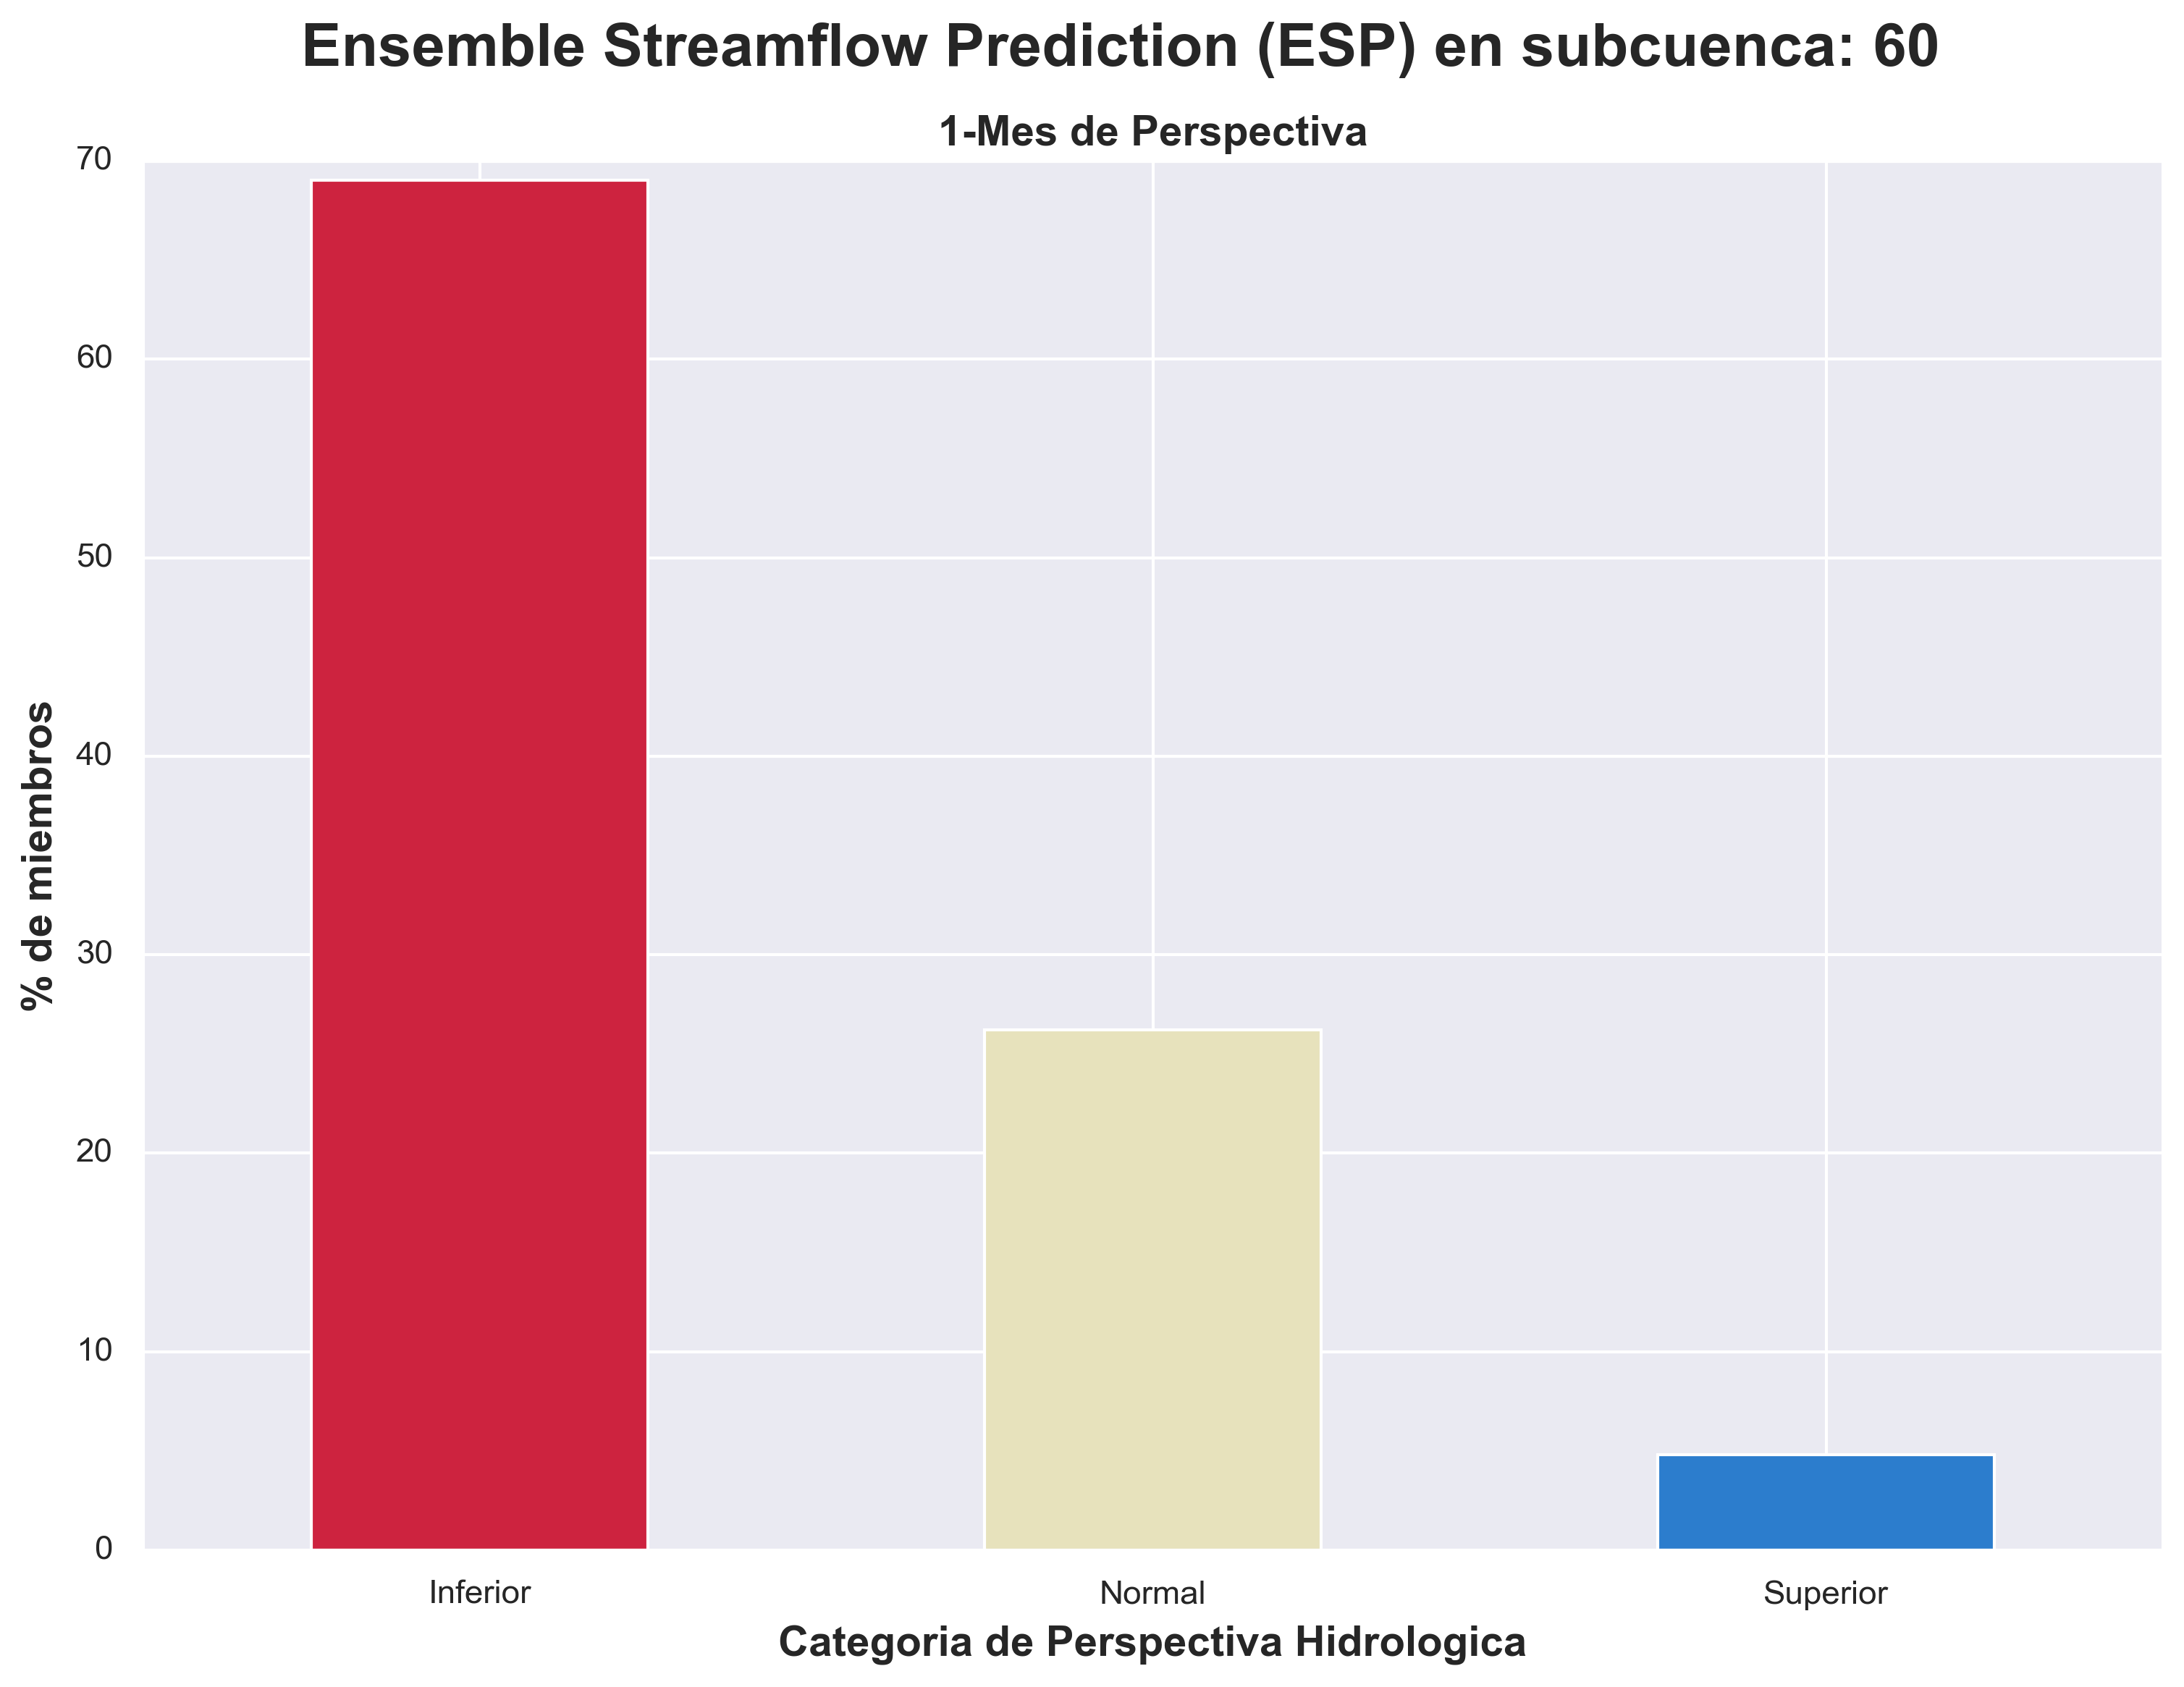 Ensemble Streamflow Prediction (ESP) en subcuenca: 60
1-Mes de Perspectiva
70
60
50
40
30
20
10
0
% de miembros
Inferior
Normal
Superior
Categoria de Perspectiva Hidrologica